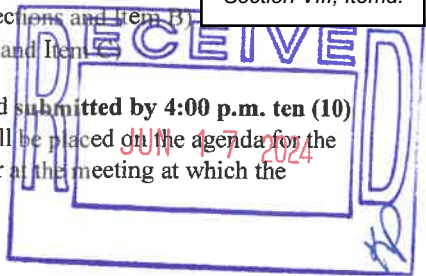 Section VIII, Item d.
ections and Item B)
and Item C)
RECEIVED
d submitted by 4:00 p.m. ten (10)
ll be placed on the agenda for the
JUN 17 2024
r at the meeting at which the